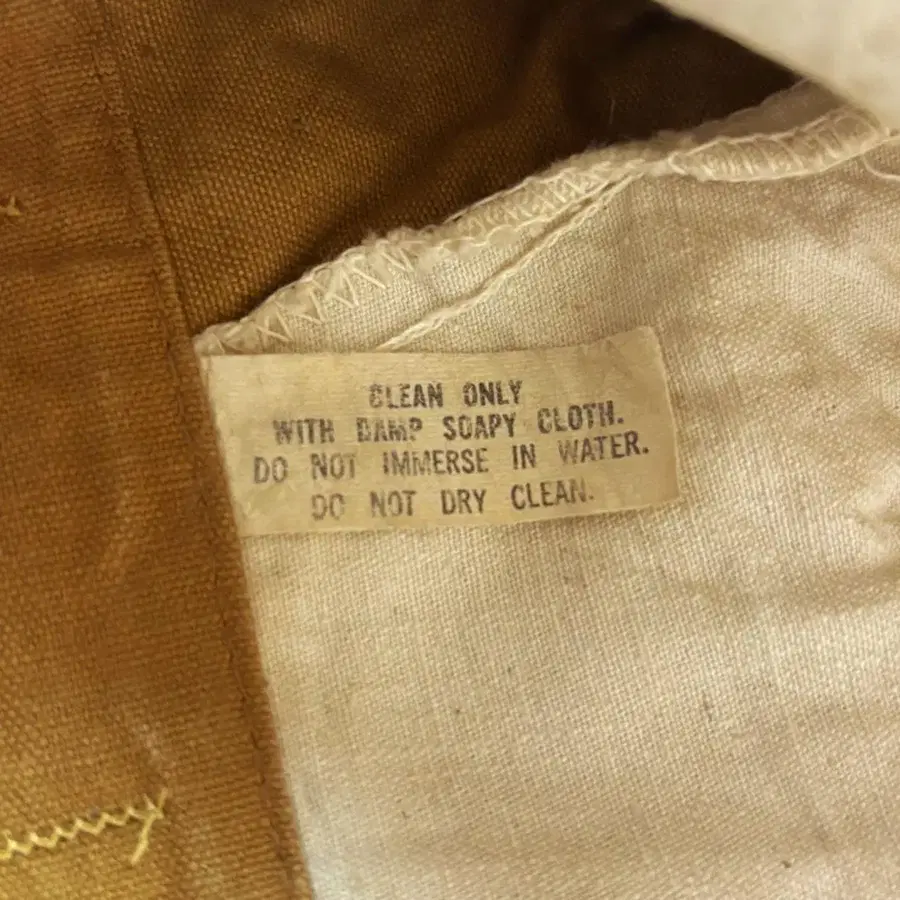 CLEAN ONLY
WITH DAMP SOAPY CLOTH.
DO NOT IMMERSE IN WATER.
DO NOT DRY CLEAN.